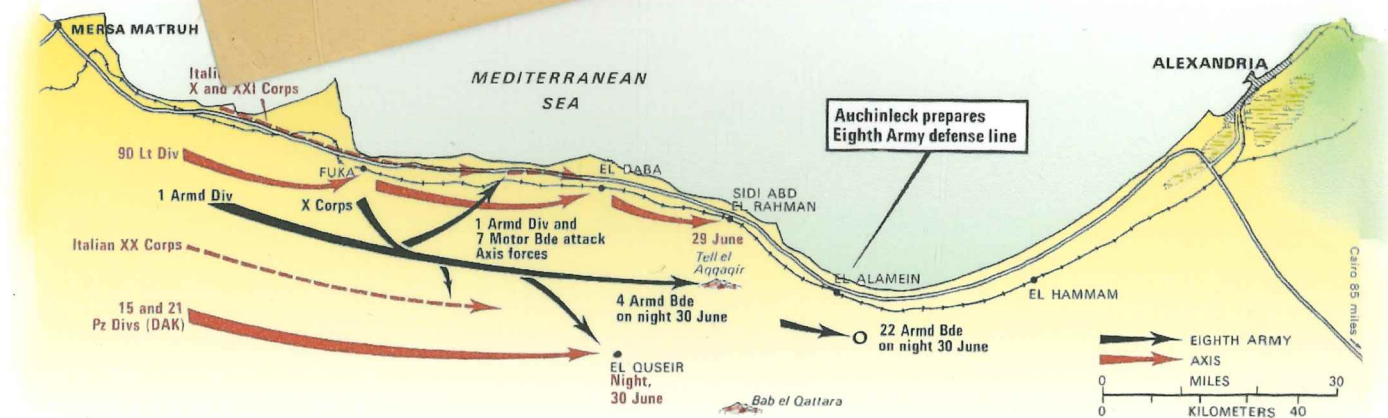 MERSA MATRUH
X and XXI Corps
MEDITERRANEAN
SEA
ALEXANDRIA
Auchinleck prepares
Eighth Army defense line
90 Lt Div
FUKA
EL DABA
SIDI ABD
EL RAHMAN
1 Armd Div
X Corps
1 Armd Div and
7 Motor Bde attack
Axis forces
29 June
Tell el
Aqqaqir
Italian XX Corps
EL ALAMEIN
EL HAMMAM
Cairo 85 miles
4 Armd Bde
on night 30 June
15 and 21
Pz Divs (DAK)
22 Armd Bde
on night 30 June
EL QUSEIR
Night,
30 June
Bab el Qattara
EIGHTH ARMY
AXIS
0 MILES 30
0 KILOMETERS 40